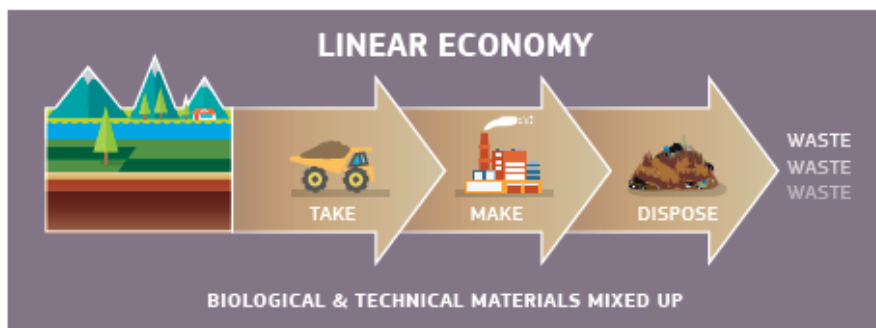 LINEAR ECONOMY
TAKE
MAKE
DISPOSE
WASTE
WASTE
WASTE
BIOLOGICAL & TECHNICAL MATERIALS MIXED UP